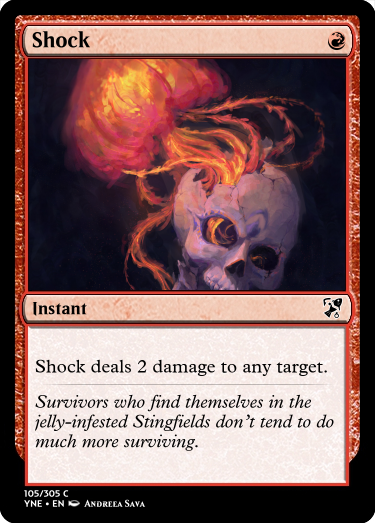 Shock
Instant
Shock deals 2 damage to any target.
Survivors who find themselves in the
jelly-infested Stingfields don't tend to do
much more surviving.
105/305 C
YNE • EN Andreea Sava